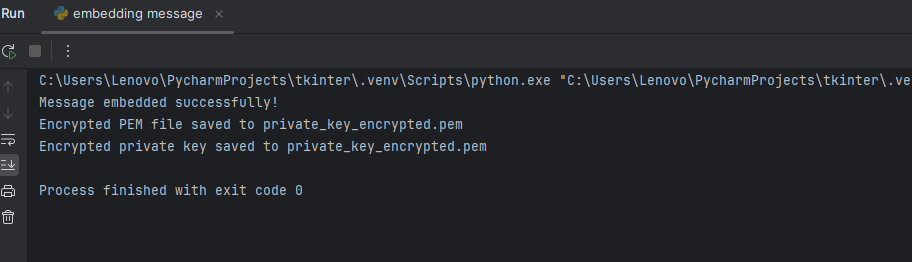 Run
embedding message
C:\Users\Lenovo\PycharmProjects\tkinter\.venv\Scripts\python.exe "C:\Users\Lenovo\PycharmProjects\tkinter\.ve
Message embedded successfully!
Encrypted PEM file saved to private_key_encrypted.pem
Encrypted private key saved to private_key_encrypted.pem
Process finished with exit code 0